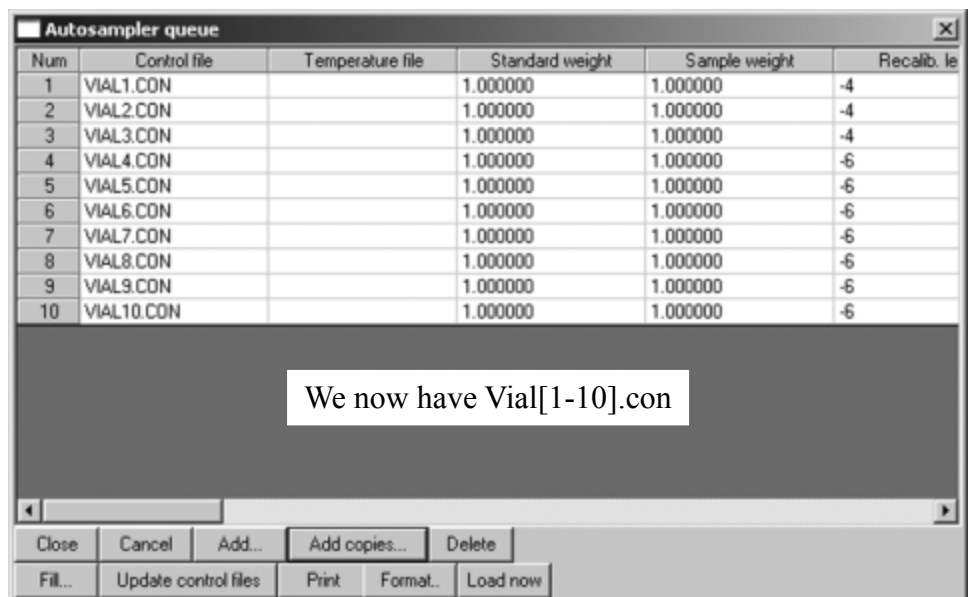 Autosampler queue
Num Control file Temperature file Standard weight Sample weight Recalib. le
1 VIAL1.CON 1.000000 1.000000 -4
2 VIAL2.CON 1.000000 1.000000 -4
3 VIAL3.CON 1.000000 1.000000 -4
4 VIAL4.CON 1.000000 1.000000 -6
5 VIAL5.CON 1.000000 1.000000 -6
6 VIAL6.CON 1.000000 1.000000 -6
7 VIAL7.CON 1.000000 1.000000 -6
8 VIAL8.CON 1.000000 1.000000 -6
9 VIAL9.CON 1.000000 1.000000 -6
10 VIAL10.CON 1.000000 1.000000 -6
We now have Vial[1-10].con
Close Cancel Add... Add copies... Delete
Fill... Update control files Print Format.. Load now